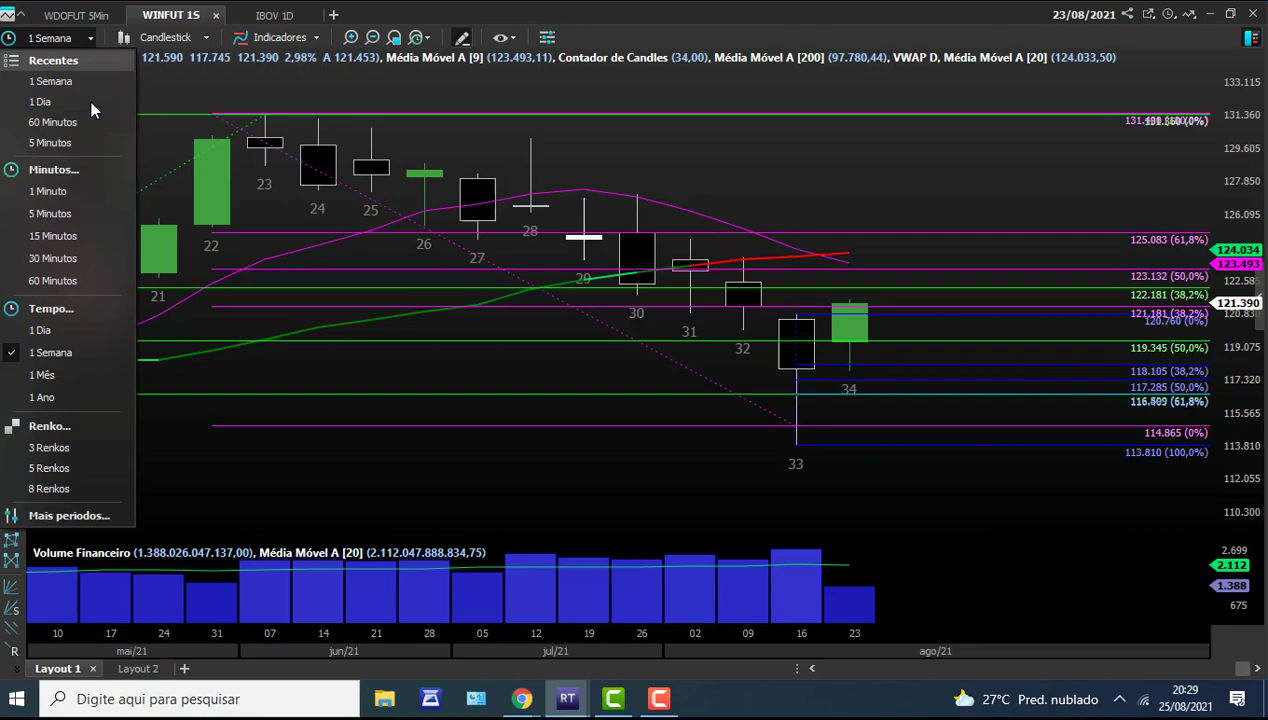 WDOFUT 5Min
WINFUT 1S
IBOV 1D
23/08/2021
1 Semana
Candlestick
Indicadores
121.590 117.745 121.390 2,98% A 121.453), Média Móvel A [9] (123.493,11), Contador de Candles (34,00), Média Móvel A [200] (97.780,44), VWAP D, Média Móvel A [20] (124.033,50)
Recentes
1 Semana
1 Dia
60 Minutos
5 Minutos
Minutos...
1 Minuto
5 Minutos
15 Minutos
30 Minutos
60 Minutos
Tempo...
1 Dia
1 Semana
1 Mês
1 Ano
Renko...
3 Renkos
5 Renkos
8 Renkos
Mais periodos...
21
22
23
24
25
26
27
28
29
30
31
32
33
34
125.083 (61,8%)
123.132 (50,0%)
122.181 (38,2%)
121.181 (38,2%)
120.760 (0%)
119.345 (50,0%)
118.105 (38,2%)
117.285 (50,0%)
114.865 (0%)
113.810 (100,0%)
133.115
131.360
129.605
127.850
126.095
124.034
123.493
122.58
121.390
120.83
119.075
117.320
115.565
113.810
112.055
110.300
Volume Financeiro (1.388.026.047.137,00), Média Móvel A [20] (2.112.047.888.834,75)
2.699
2.112
1.388
675
10 17 24 31 07 14 21 28 05 12 19 26 02 09 16 23
mai/21 jun/21 jul/21 ago/21
S
R
Layout 1
Layout 2
Digite aqui para pesquisar
RT
27°C Pred. nublado
20:29
25/08/2021